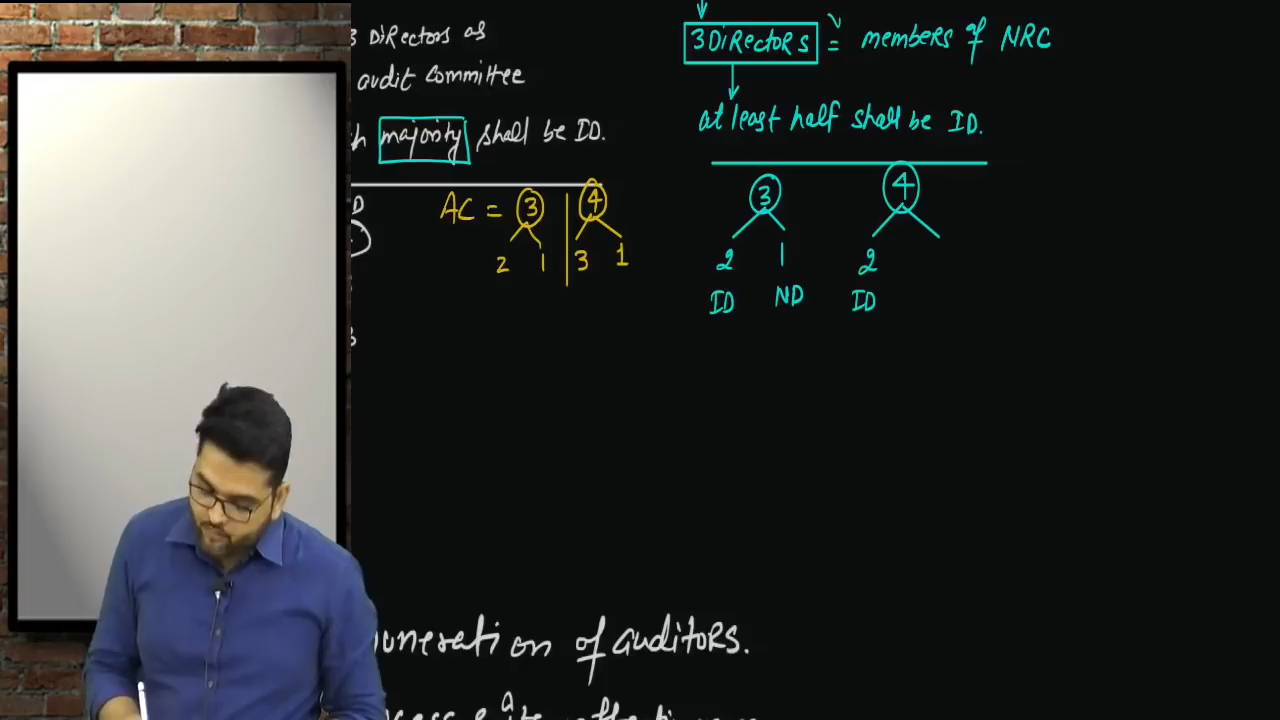 3 Directors as
audit Committee
majority shall be ID.
D
AC = 3 | 4
2 1 3 1
3 Directors = members of NRC
at least half shall be ID.
3 4
2 1 2
ID ND ID
of auditors.